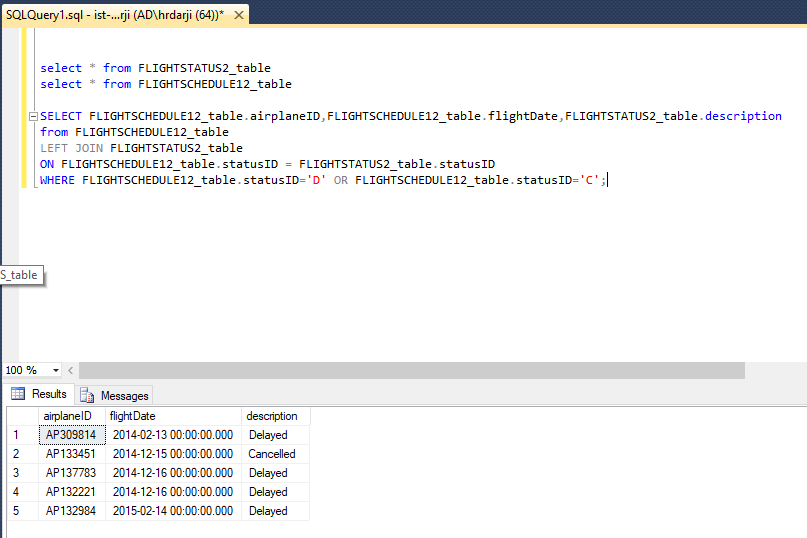 SQLQuery1.sql - ist-...rji (AD\hrdarji (64))*
select * from FLIGHTSTATUS2_table
select * from FLIGHTSCHEDULE12_table
SELECT FLIGHTSCHEDULE12_table.airplaneID,FLIGHTSCHEDULE12_table.flightDate,FLIGHTSTATUS2_table.description
from FLIGHTSCHEDULE12_table
LEFT JOIN FLIGHTSTATUS2_table
ON FLIGHTSCHEDULE12_table.statusID = FLIGHTSTATUS2_table.statusID
WHERE FLIGHTSCHEDULE12_table.statusID='D' OR FLIGHTSCHEDULE12_table.statusID='C';
S_table
100 %
Results Messages
airplaneID flightDate description
1 AP309814 2014-02-13 00:00:00.000 Delayed
2 AP133451 2014-12-15 00:00:00.000 Cancelled
3 AP137783 2014-12-16 00:00:00.000 Delayed
4 AP132221 2014-12-16 00:00:00.000 Delayed
5 AP132984 2015-02-14 00:00:00.000 Delayed